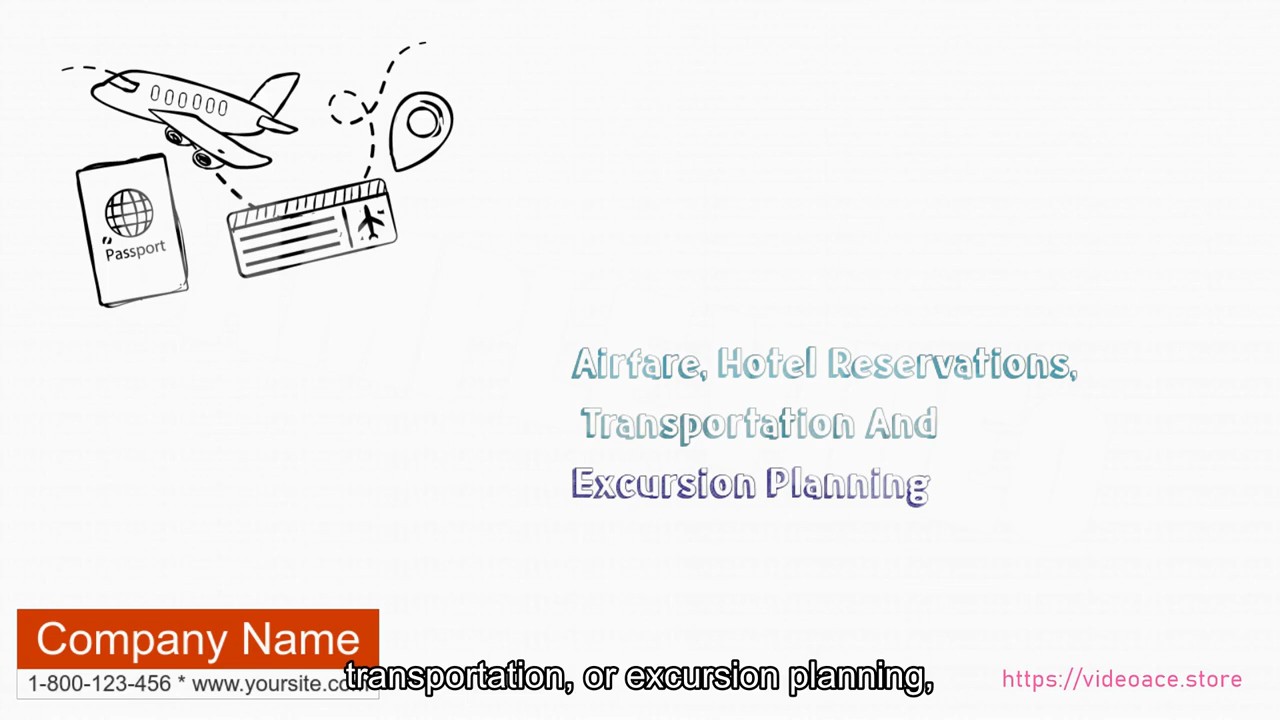 Passport
Airfare, Hotel Reservations,
Transportation And
Excursion Planning
Company Name
1-800-123-456 * www.yoursite.com
transportation, or excursion planning,
https://videoace.store